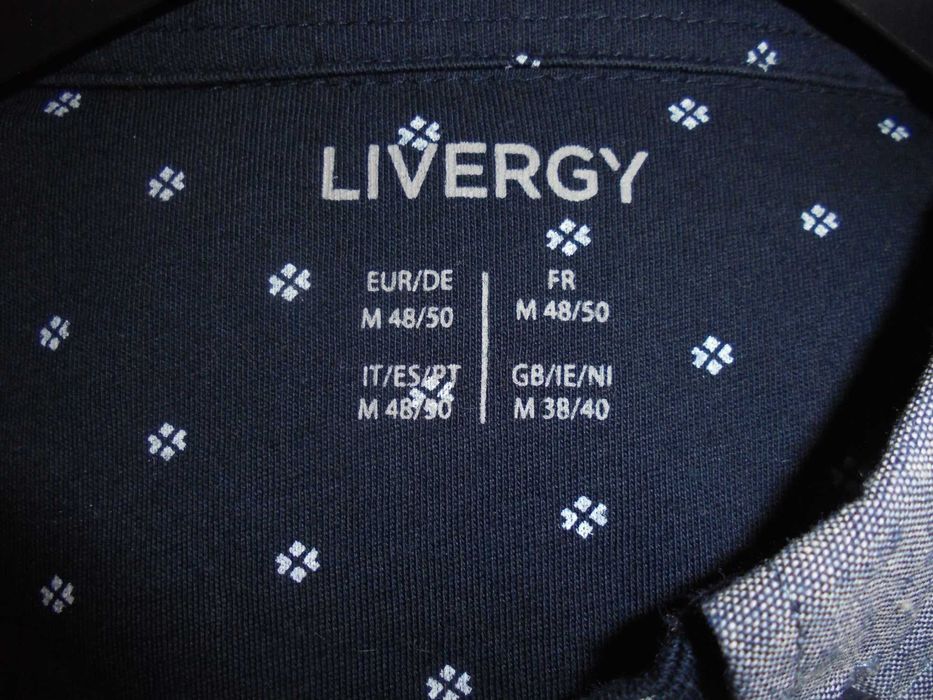 LIVERGY
EUR/DE
M 48/50
FR
M 48/50
IT/ES/PT
M 48/50
GB/IE/NI
M 38/40